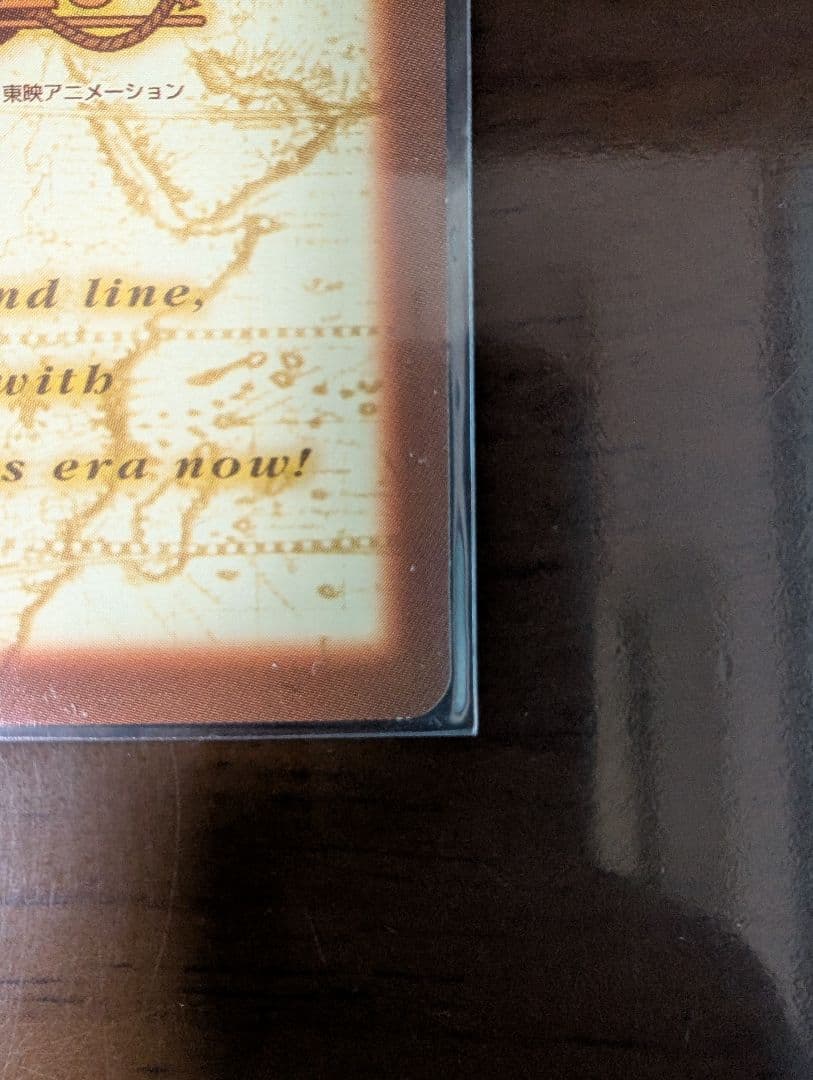 東映アニメーション
nd line,
with
s era now!